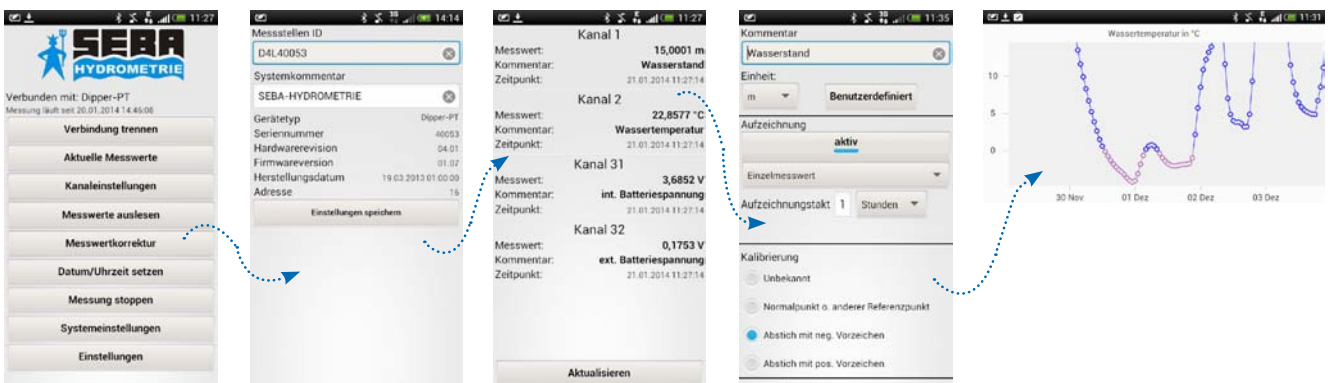 11:27
SEBA
HYDROMETRIE
Verbunden mit: Dipper-PT
Messung läuft seit 20.01.2014 14:46:08
Verbindung trennen
Aktuelle Messwerte
Kanaleinstellungen
Messwerte auslesen
Messwertkorrektur
Datum/Uhrzeit setzen
Messung stoppen
Systemeinstellungen
Einstellungen
14:14
Messstellen ID
D4L40053
Systemkommentar
SEBA-HYDROMETRIE
Gerätetyp Dipper-PT
Seriennummer 40053
Hardwarerevision 04.01
Firmwareversion 01.07
Herstellungsdatum 19.03.2013 01:00:00
Adresse 16
Einstellungen speichern
11:27
Kanal 1
Messwert: 15,0001 m
Kommentar: Wasserstand
Zeitpunkt: 21.01.2014 11:27:14
Kanal 2
Messwert: 22,8577 °C
Kommentar: Wassertemperatur
Zeitpunkt: 21.01.2014 11:27:14
Kanal 31
Messwert: 3,6852 V
Kommentar: int. Batteriespannung
Zeitpunkt: 21.01.2014 11:27:14
Kanal 32
Messwert: 0,1753 V
Kommentar: ext. Batteriespannung
Zeitpunkt: 21.01.2014 11:27:14
Aktualisieren
11:35
Kommentar
Wasserstand
Einheit:
m Benutzerdefiniert
Aufzeichnung
aktiv
Einzelmesswert
Aufzeichnungstakt 1 Stunden
Kalibrierung
Unbekannt
Normalpunkt o. anderer Referenzpunkt
Abstich mit neg. Vorzeichen
Abstich mit pos. Vorzeichen
11:31
Wassertemperatur in °C
10
5
0
30 Nov 01 Dez 02 Dez 03 Dez